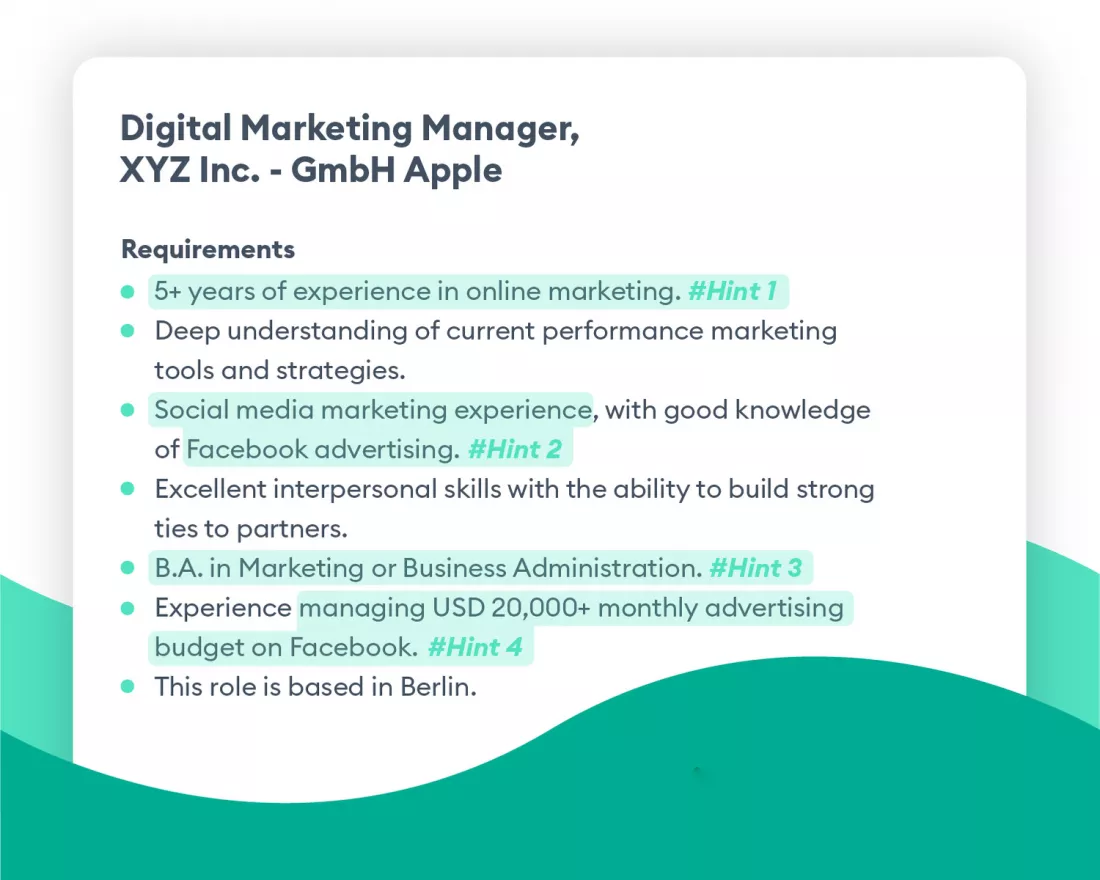 Digital Marketing Manager,
XYZ Inc. - GmbH Apple
Requirements
5+ years of experience in online marketing. #Hint 1
Deep understanding of current performance marketing
tools and strategies.
Social media marketing experience, with good knowledge
of Facebook advertising. #Hint 2
Excellent interpersonal skills with the ability to build strong
ties to partners.
B.A. in Marketing or Business Administration. #Hint 3
Experience managing USD 20,000+ monthly advertising
budget on Facebook. #Hint 4
This role is based in Berlin.